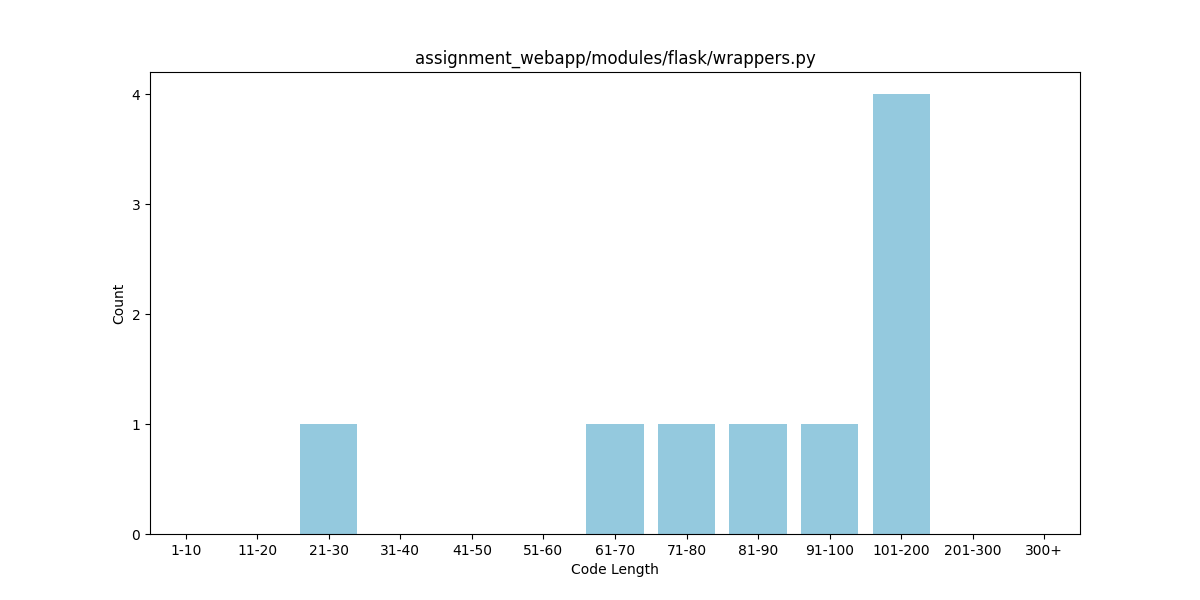 assignment_webapp/modules/flask/wrappers.py
4
3
2
1
0
Count
1-10 11-20 21-30 31-40 41-50 51-60 61-70 71-80 81-90 91-100 101-200 201-300 300+
Code Length